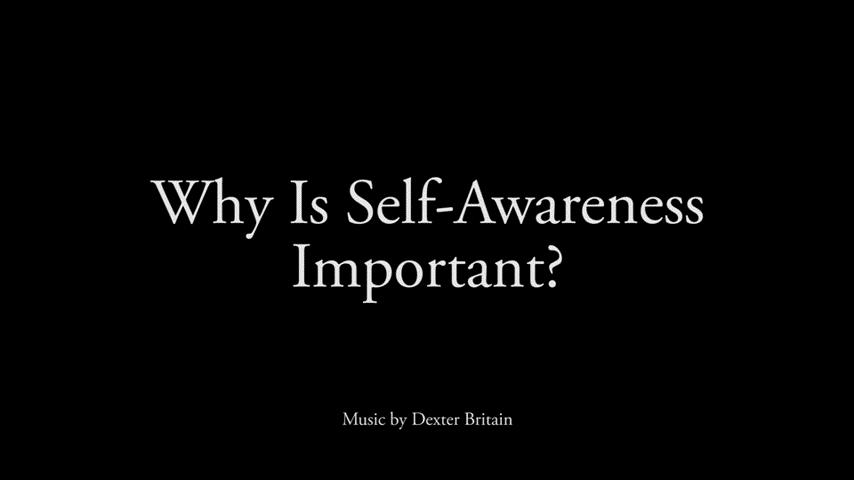 Why Is Self-Awareness
Important?
Music by Dexter Britain